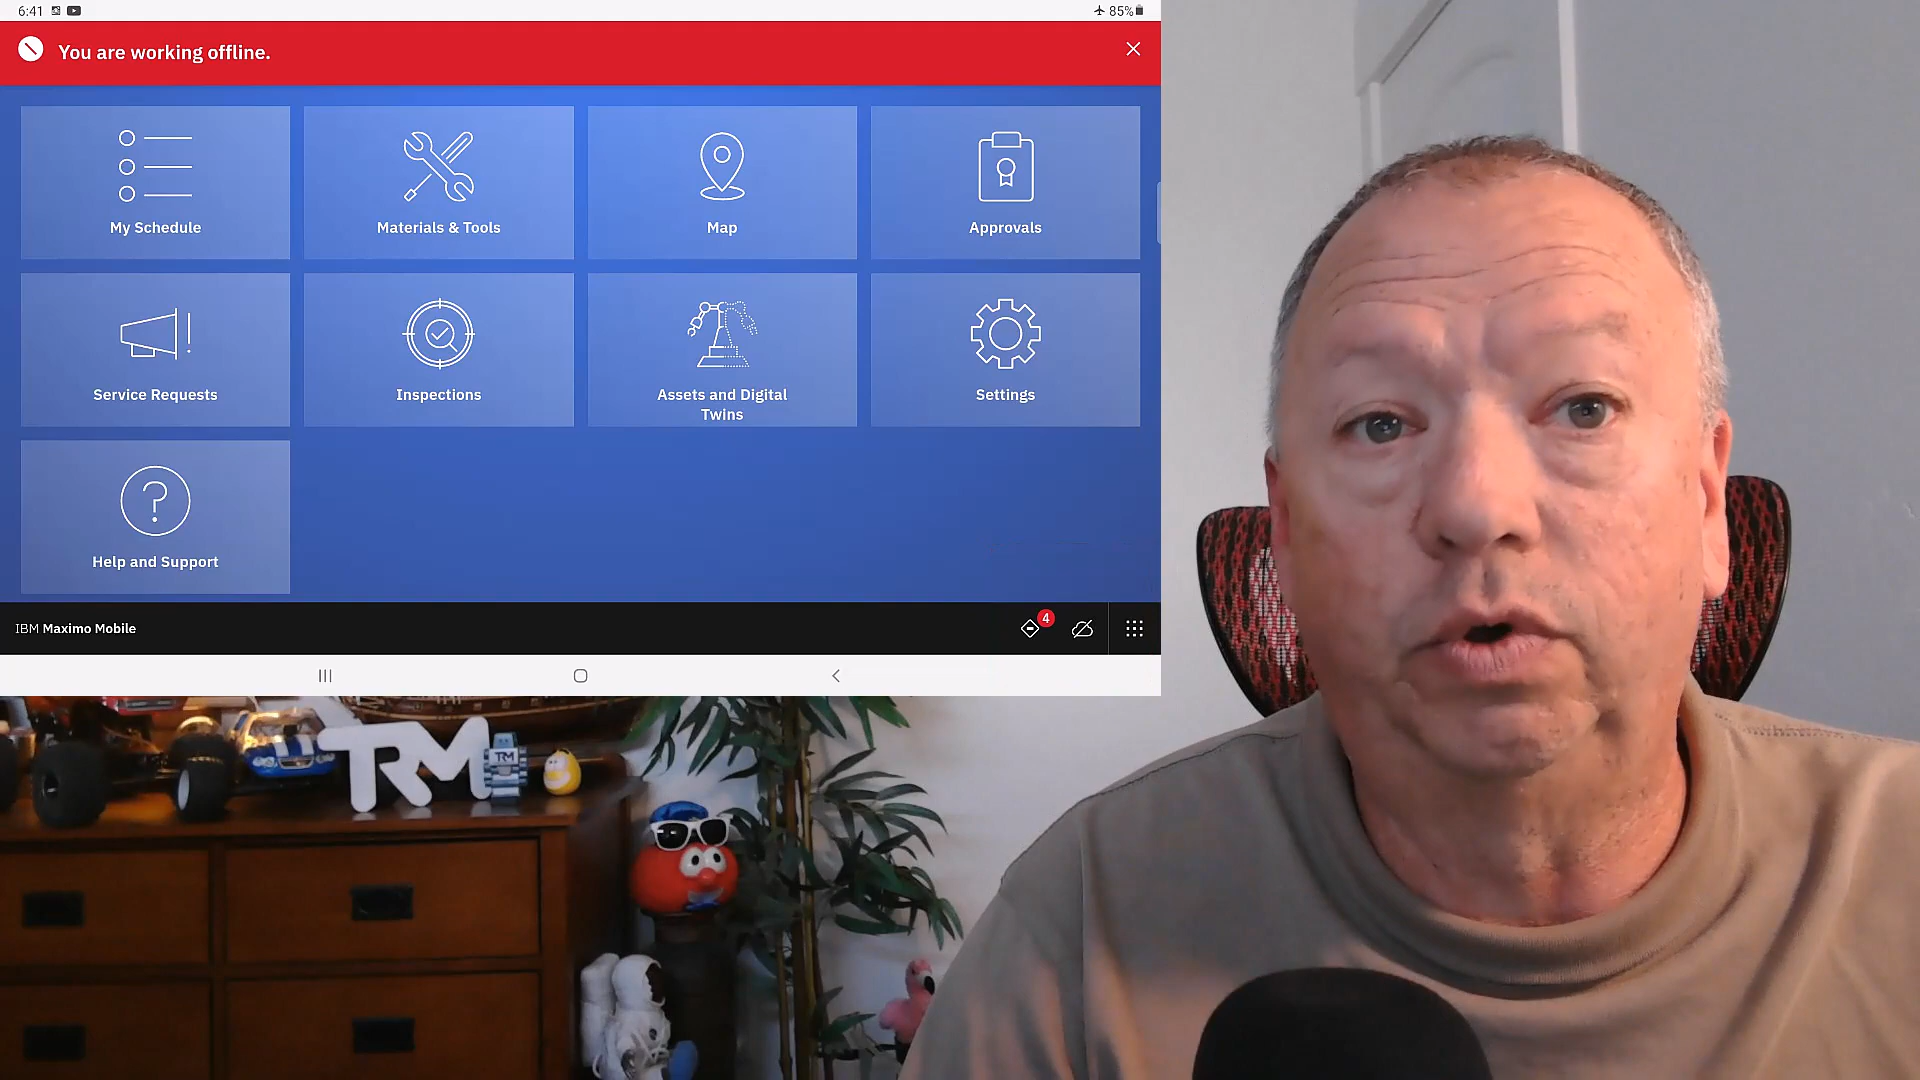 6:41
85%
You are working offline.
My Schedule
Materials & Tools
Map
Approvals
Service Requests
Inspections
Assets and Digital
Twins
Settings
Help and Support
IBM Maximo Mobile
4
TRM
TRM